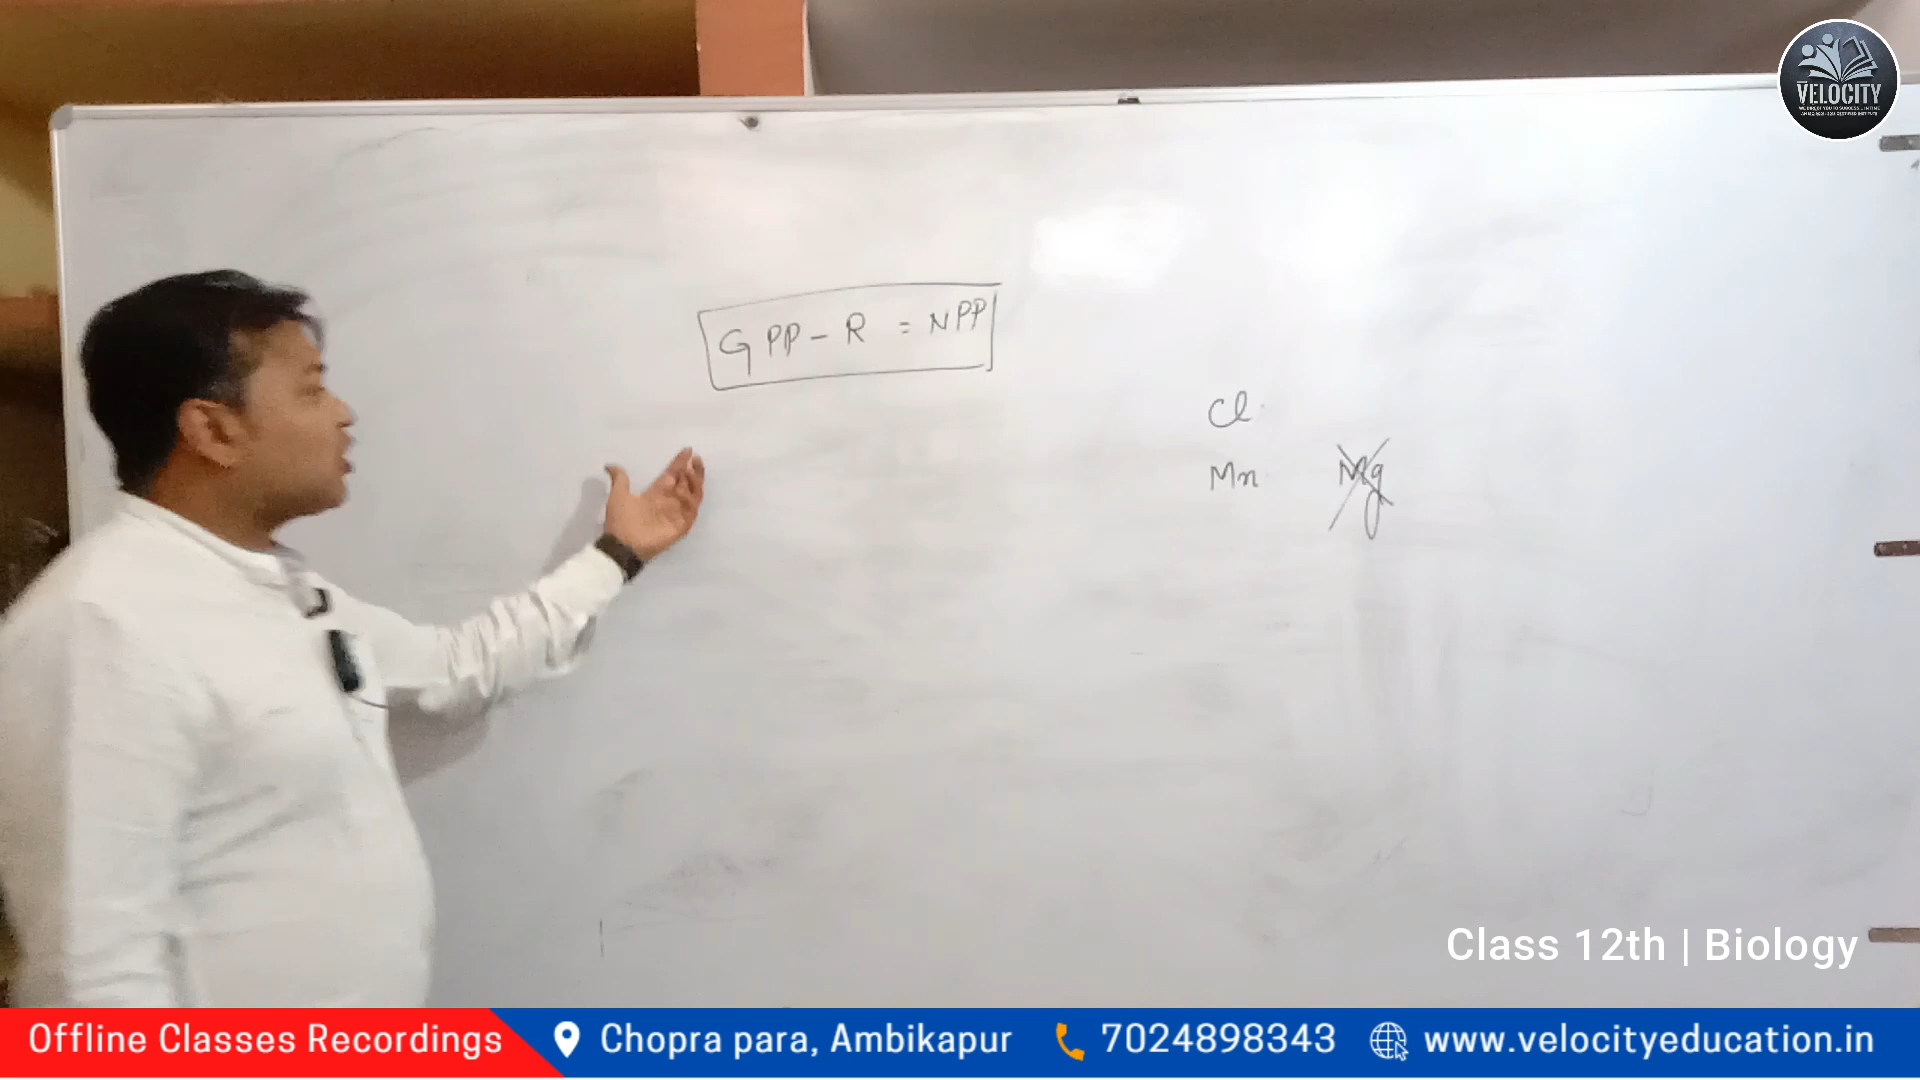 VELOCITY
GPP - R = NPP
Cl
Mn Mg
Class 12th | Biology
Offline Classes Recordings Chopra para, Ambikapur 7024898343 www.velocityeducation.in